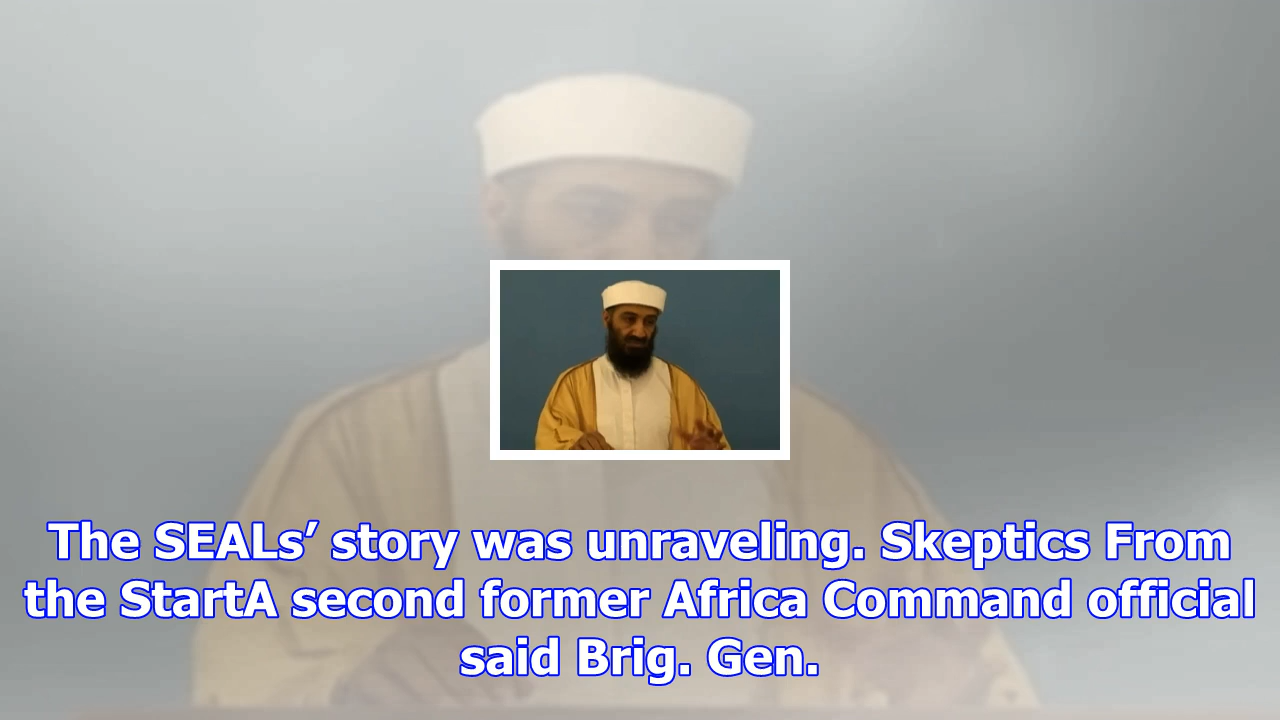 The SEALs’ story was unraveling. Skeptics From
the StartA second former Africa Command official
said Brig. Gen.